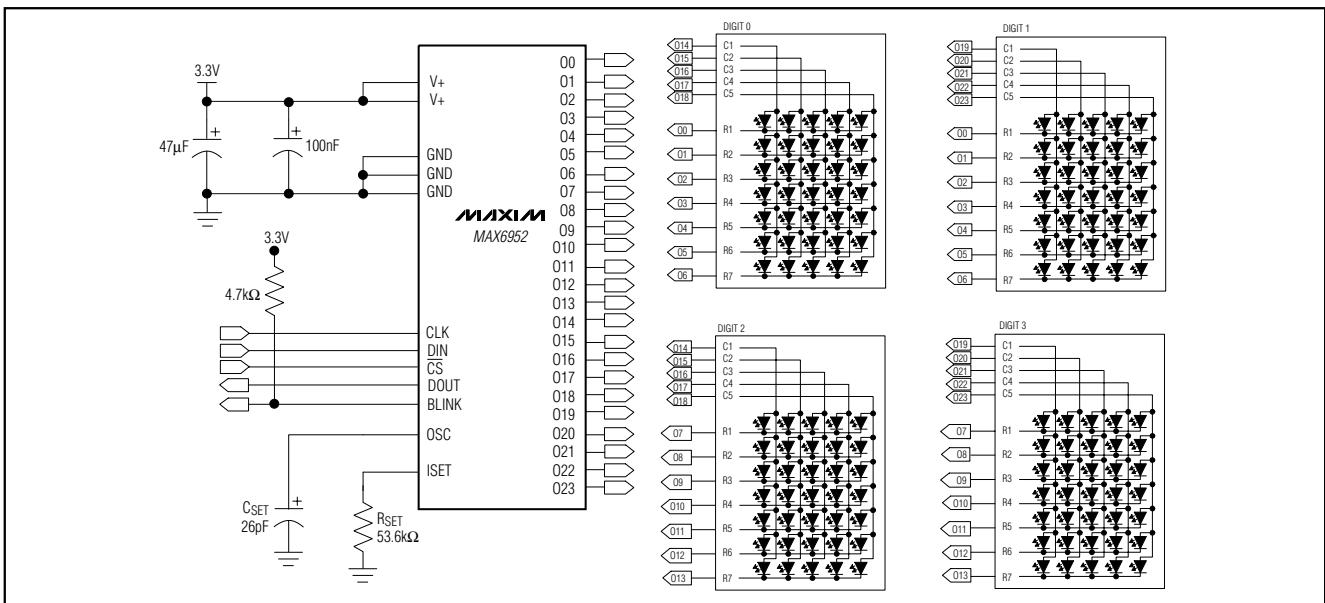 3.3V
47μF
100nF
V+
V+
GND
GND
GND
MAXIM
MAX6952
3.3V
4.7kΩ
CLK
DIN
CS
DOUT
BLINK
OSC
ISET
CSET
26pF
RSET
53.6kΩ
O0
O1
O2
O3
O4
O5
O6
O7
O8
O9
O10
O11
O12
O13
O14
O15
O16
O17
O18
O19
O20
O21
O22
O23
DIGIT 0
O14 C1
O15 C2
O16 C3
O17 C4
O18 C5
O0 R1
O1 R2
O2 R3
O3 R4
O4 R5
O5 R6
O6 R7
DIGIT 1
O19 C1
O20 C2
O21 C3
O22 C4
O23 C5
O0 R1
O1 R2
O2 R3
O3 R4
O4 R5
O5 R6
O6 R7
DIGIT 2
O14 C1
O15 C2
O16 C3
O17 C4
O18 C5
O7 R1
O8 R2
O9 R3
O10 R4
O11 R5
O12 R6
O13 R7
DIGIT 3
O19 C1
O20 C2
O21 C3
O22 C4
O23 C5
O7 R1
O8 R2
O9 R3
O10 R4
O11 R5
O12 R6
O13 R7